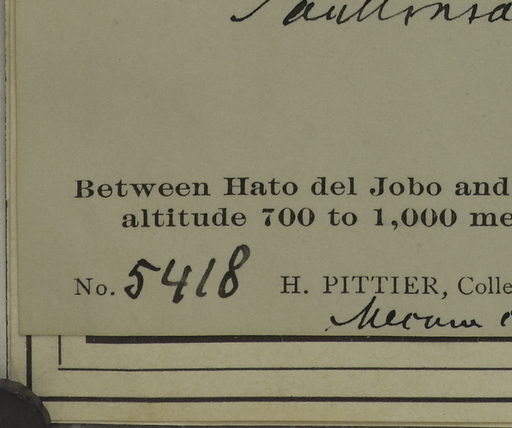 Between Hato del Jobo and
altitude 700 to 1,000 me
No. 5418 H. PITTIER, Colle